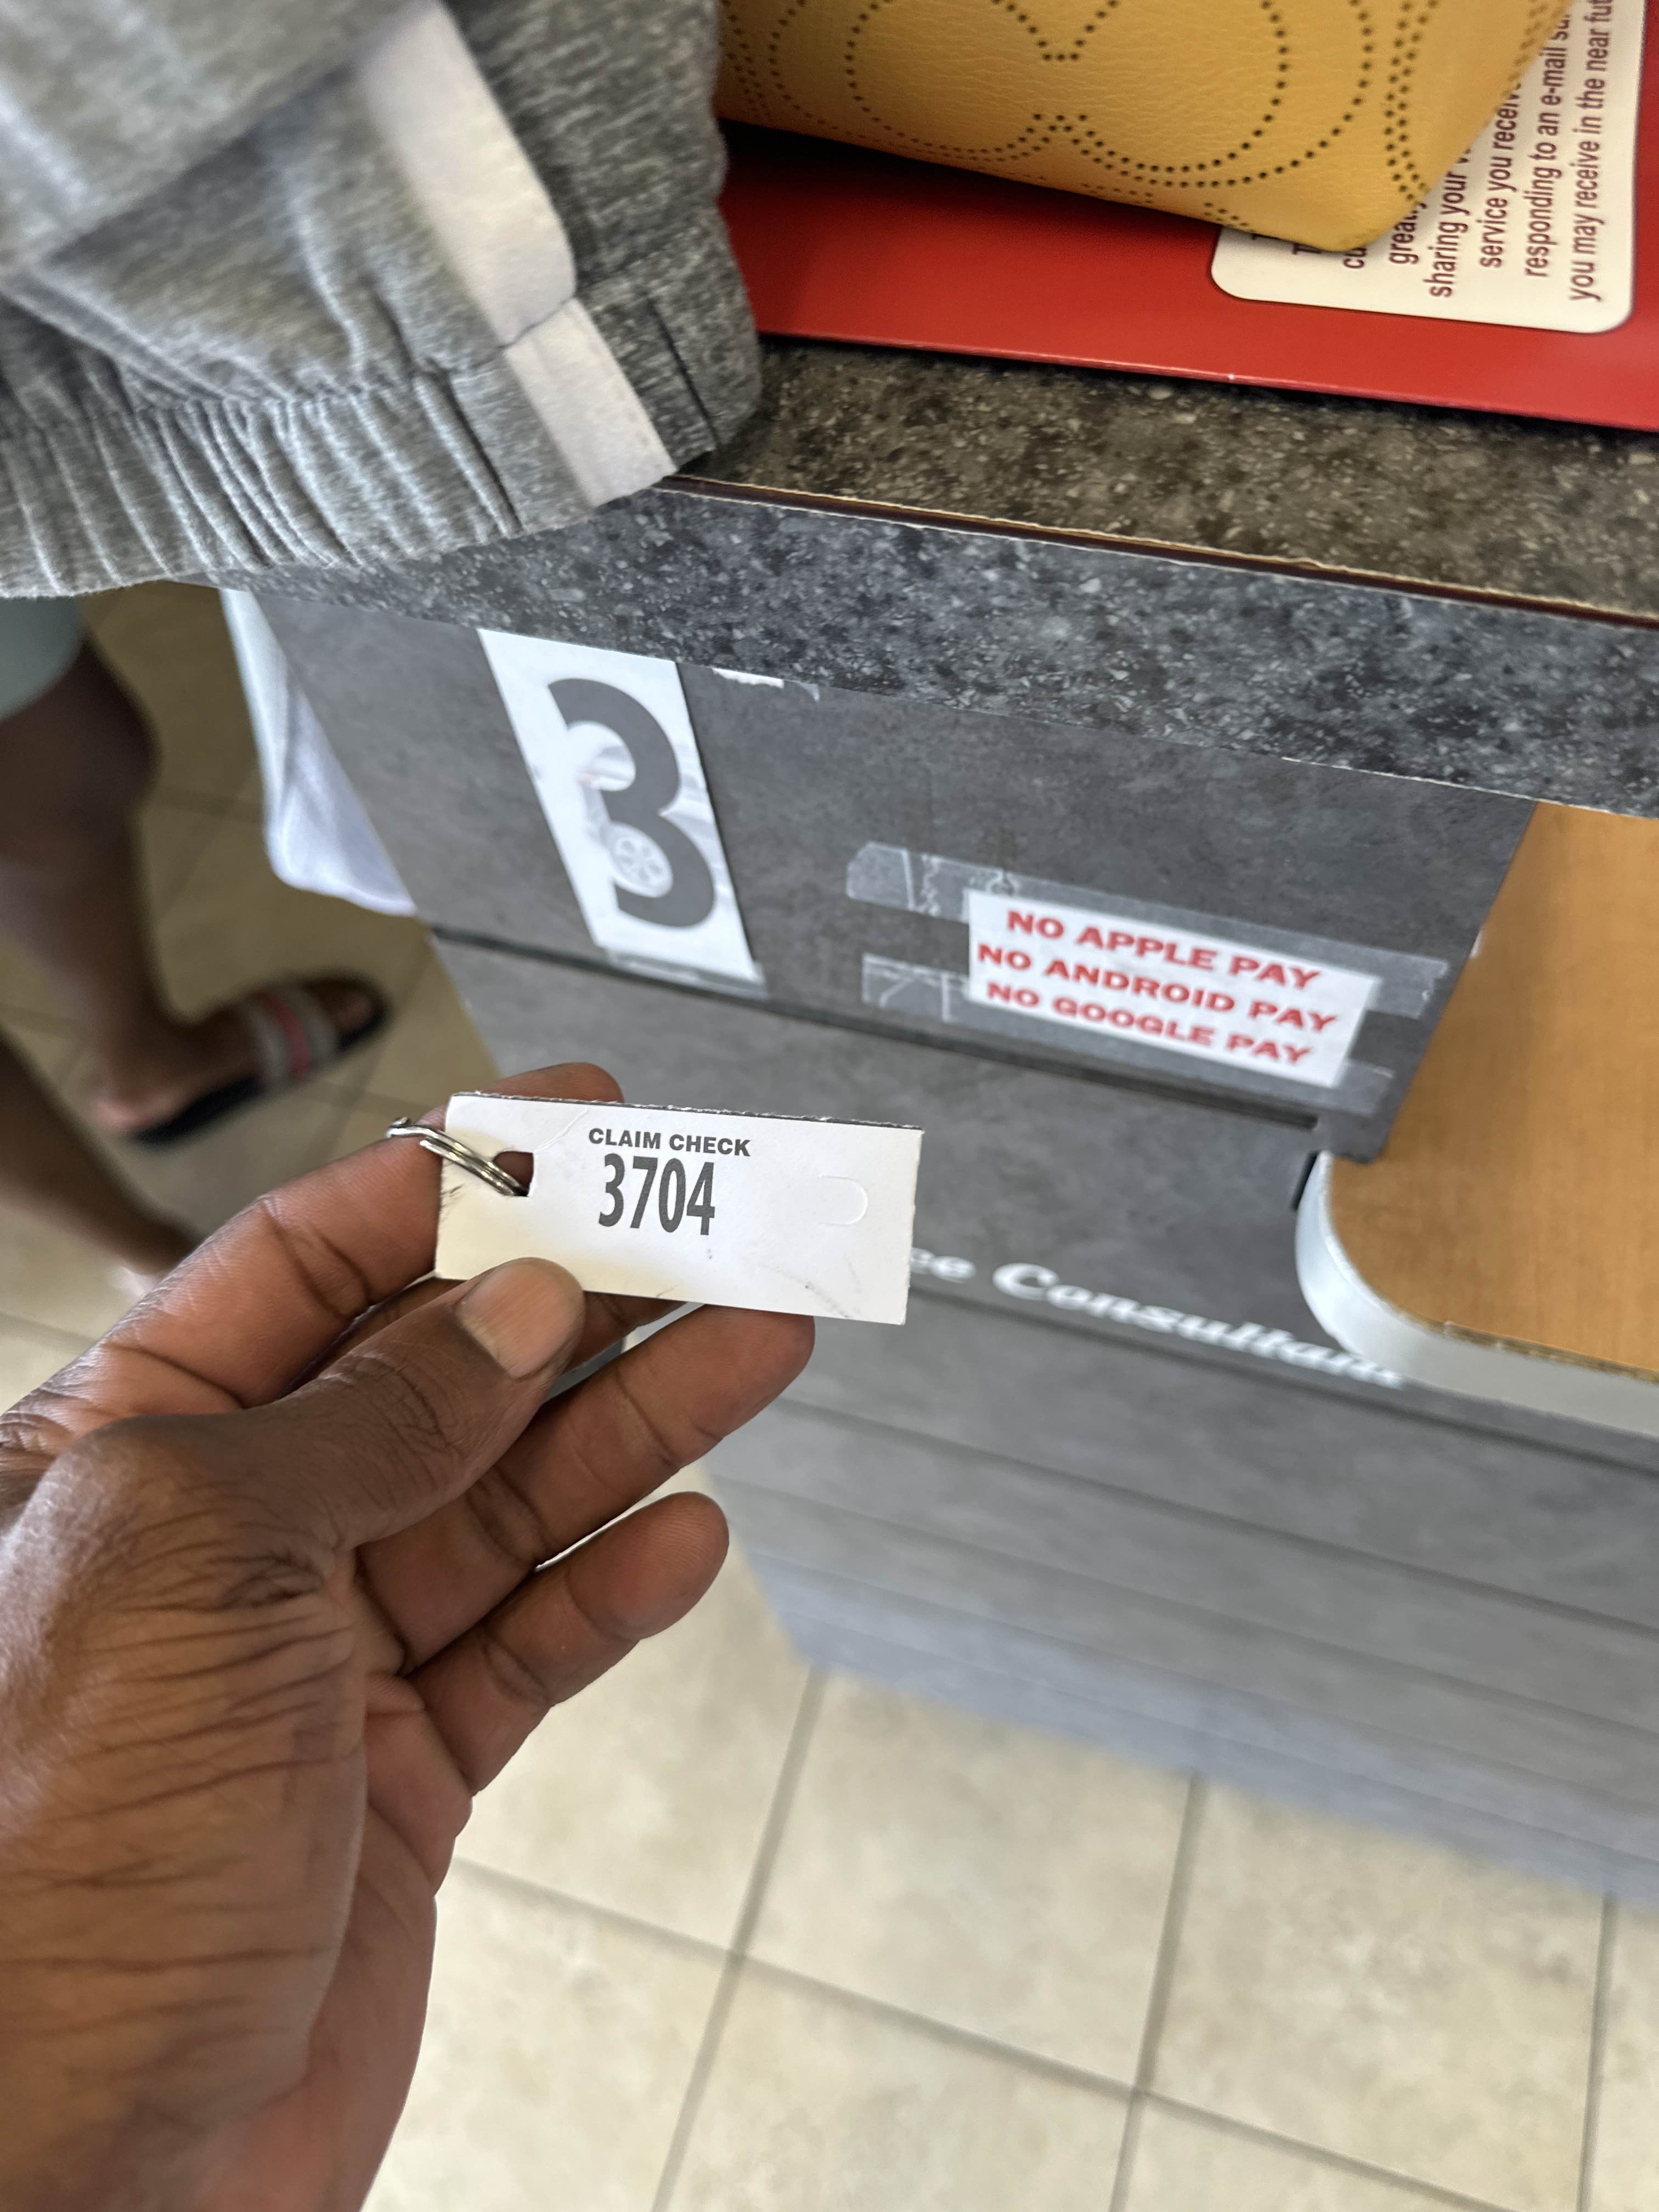 sharing your
service you receive
responding to an e-mail
you may receive in the near
3
NO APPLE PAY
NO ANDROID PAY
NO GOOGLE PAY
CLAIM CHECK
3704